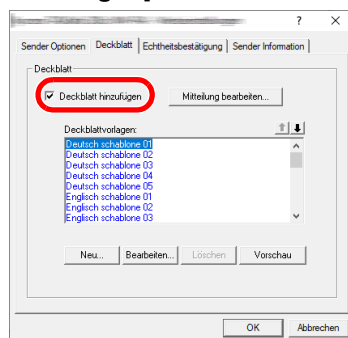 ? ×
Sender Optionen Deckblatt Echtheitsbestätigung Sender Information
Deckblatt
Deckblatt hinzufügen Mitteilung bearbeiten...
Deckblattvorlagen:
Deutsch schablone 01
Deutsch schablone 02
Deutsch schablone 03
Deutsch schablone 04
Deutsch schablone 05
Englisch schablone 01
Englisch schablone 02
Englisch schablone 03
Neu... Bearbeiten... Löschen Vorschau
OK Abbrechen